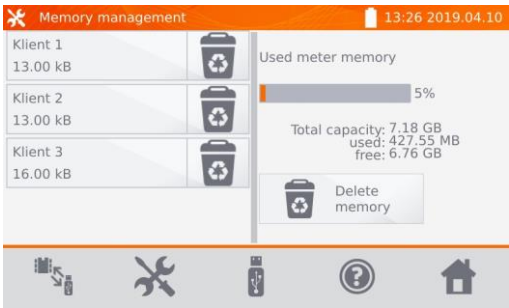 Memory management
13:26 2019.04.10
Klient 1
13.00 kB
Klient 2
13.00 kB
Klient 3
16.00 kB
Used meter memory
5%
Total capacity: 7.18 GB
used: 427.55 MB
free: 6.76 GB
Delete
memory
?